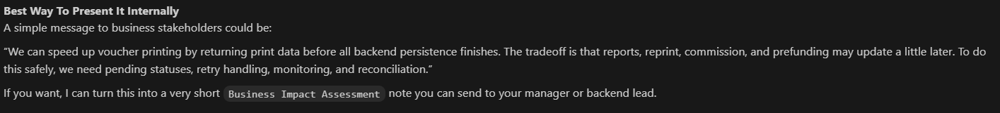 Best Way To Present It Internally
A simple message to business stakeholders could be:
“We can speed up voucher printing by returning print data before all backend persistence finishes. The tradeoff is that reports, reprint, commission, and prefunding may update a little later. To do
this safely, we need pending statuses, retry handling, monitoring, and reconciliation.”
If you want, I can turn this into a very short Business Impact Assessment note you can send to your manager or backend lead.